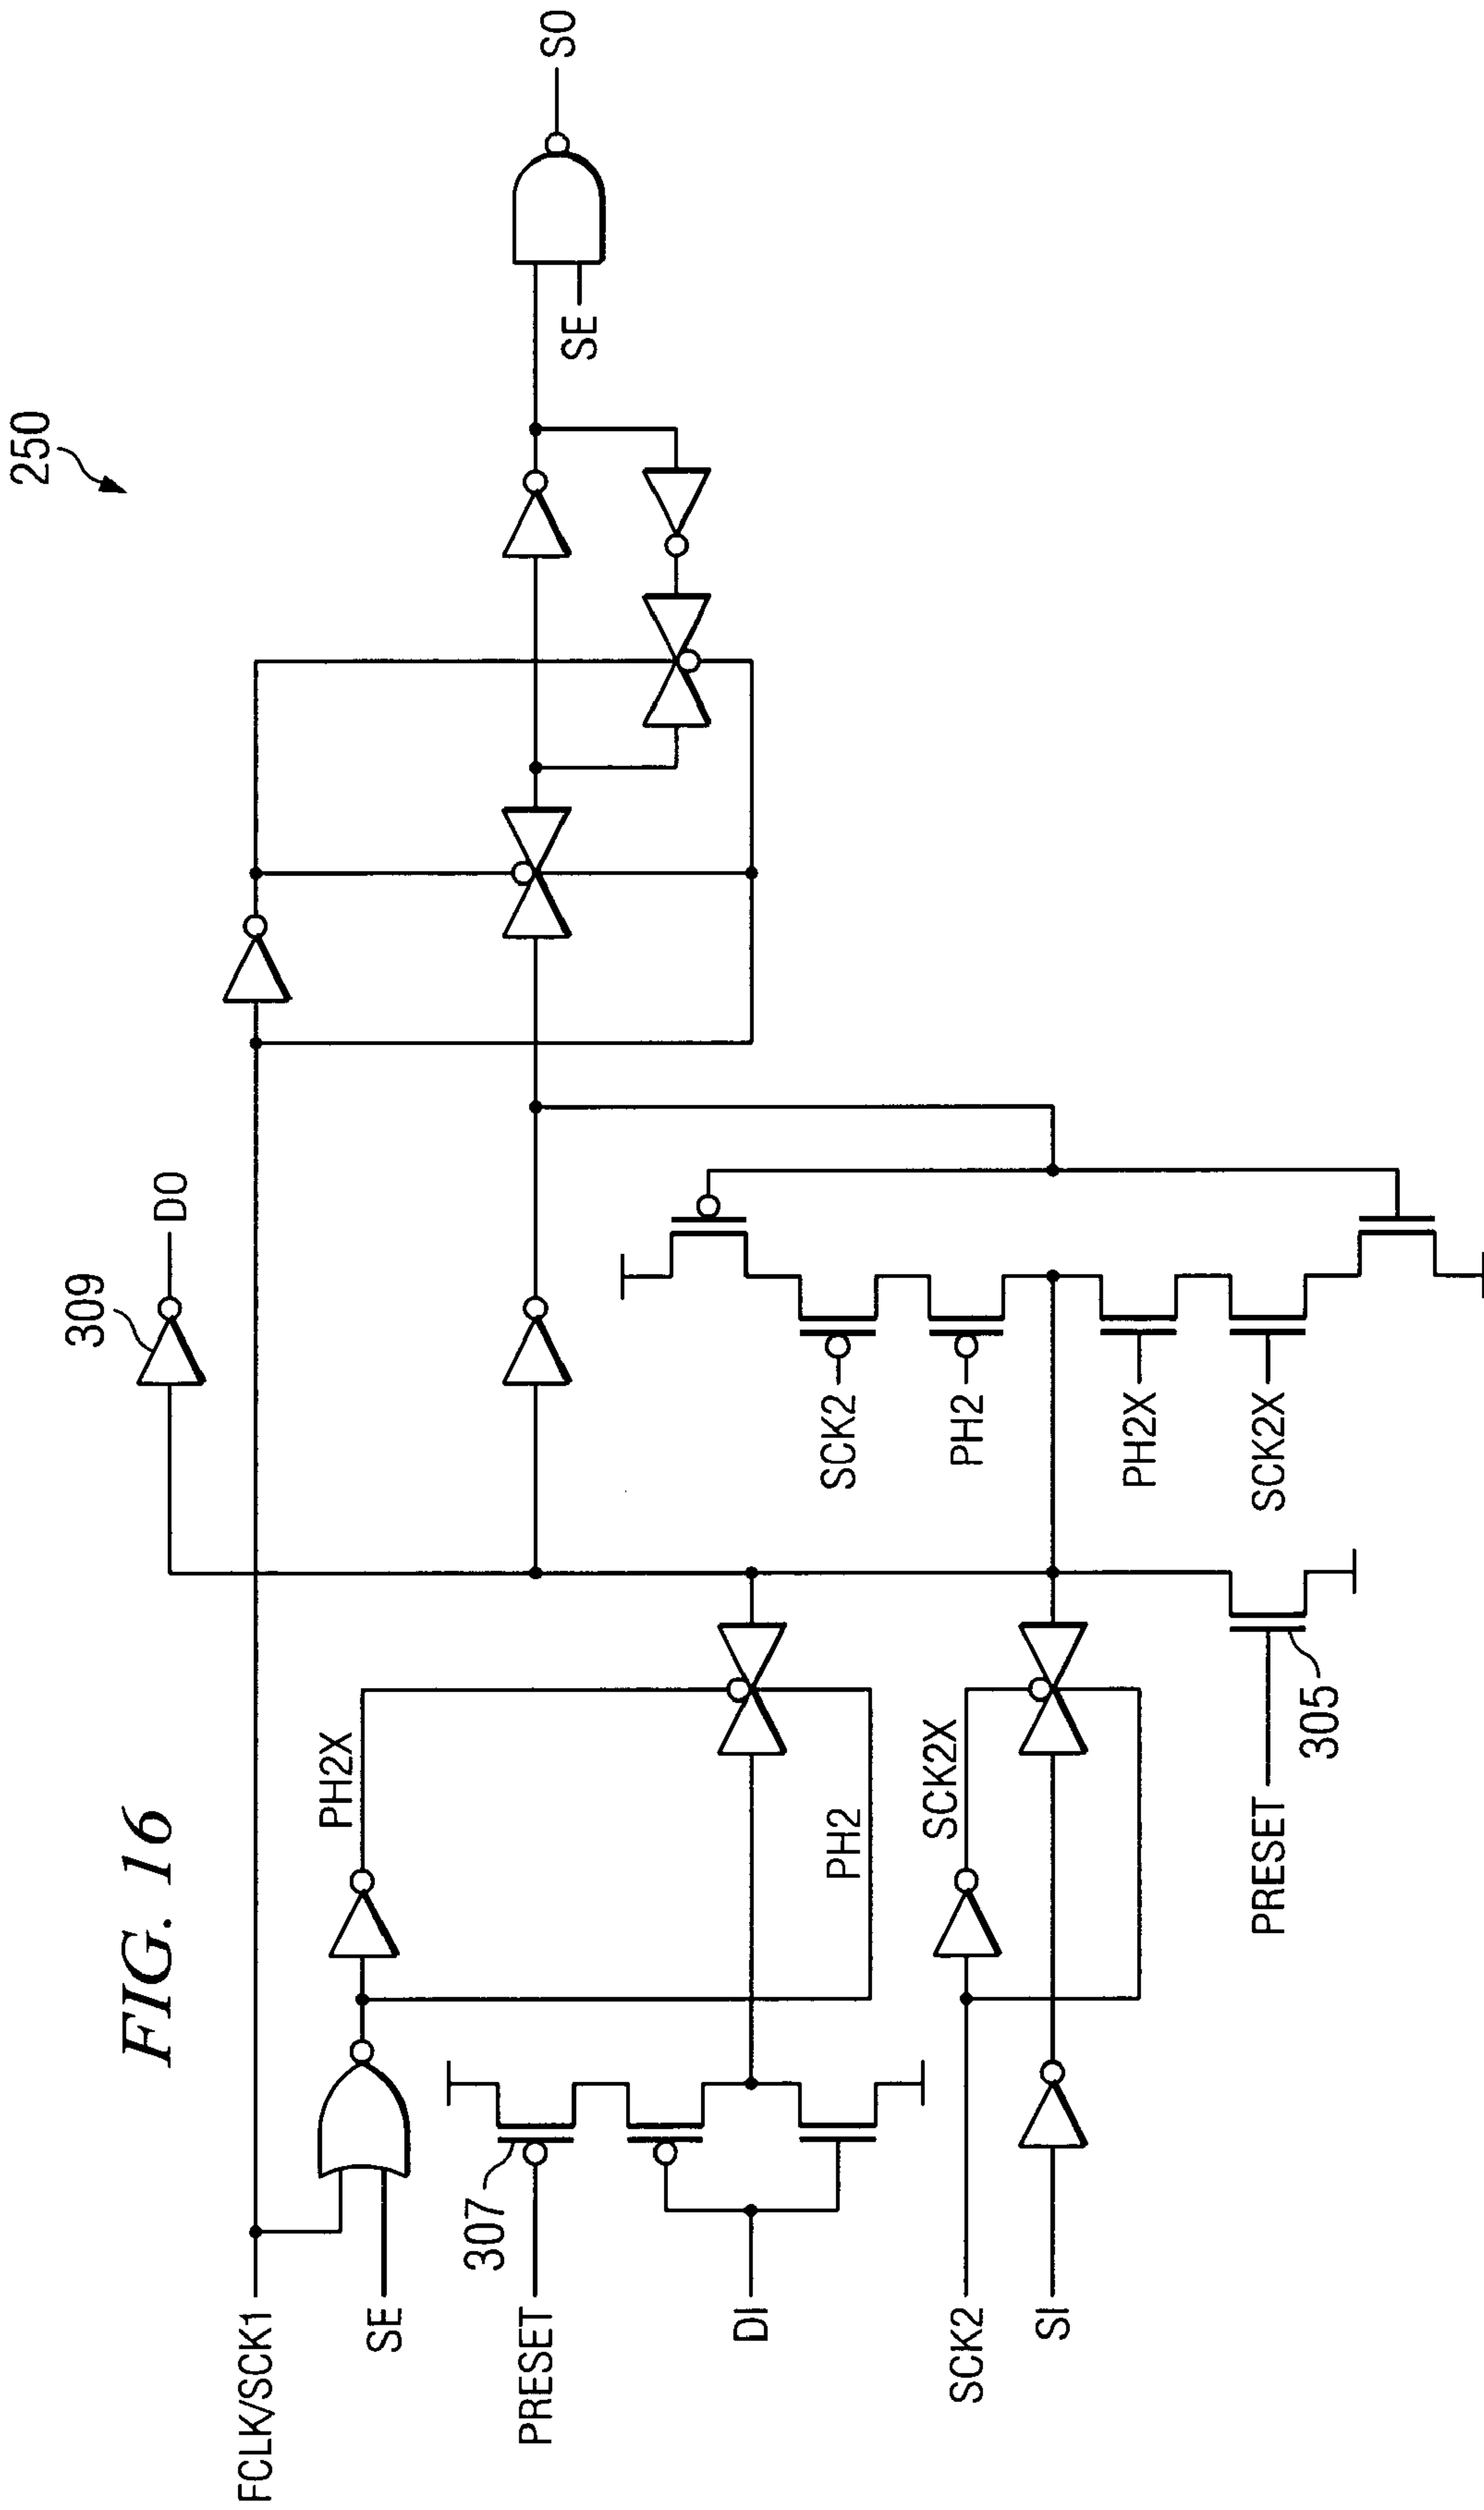 FIG. 16
250
FCLK/SCK1
SE
PRESET
DI
SCK2
SI
307
PH2X
PH2
SCK2X
PRESET
305
309
DO
SCK2
PH2
PH2X
SCK2X
SE
SO